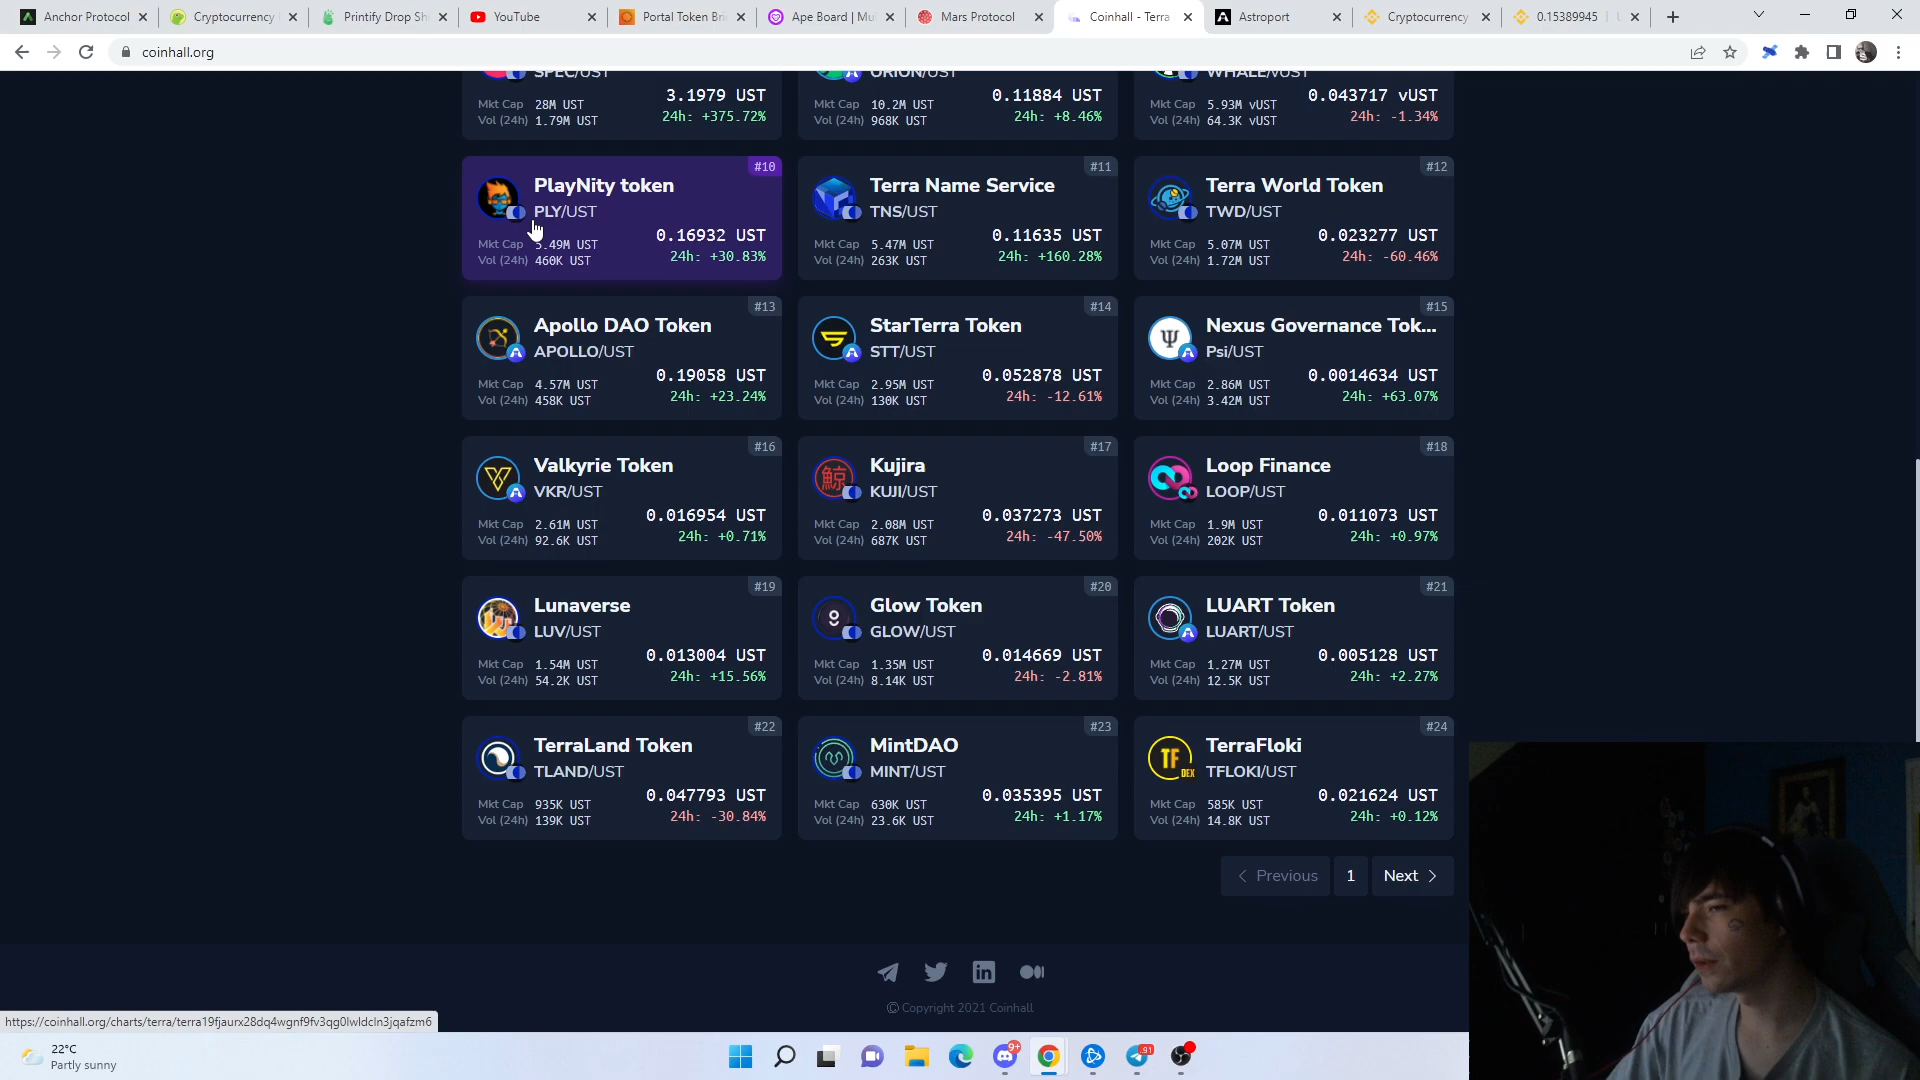 Anchor Protocol
Cryptocurrency
Printify Drop Sh
YouTube
Portal Token Bri
Ape Board | Mu
Mars Protocol
Coinhall - Terra
Astroport
Cryptocurrency
0.15389945
coinhall.org
SPEC/UST
3.1979 UST
Mkt Cap 28M UST
Vol (24h) 1.79M UST
24h: +375.72%
ORION/UST
0.11884 UST
Mkt Cap 10.2M UST
Vol (24h) 968K UST
24h: +8.46%
WHALE/vUST
0.043717 vUST
Mkt Cap 5.93M vUST
Vol (24h) 64.3K vUST
24h: -1.34%
#10
PlayNity token
PLY/UST
0.16932 UST
Mkt Cap 5.49M UST
Vol (24h) 460K UST
24h: +30.83%
#11
Terra Name Service
TNS/UST
0.11635 UST
Mkt Cap 5.47M UST
Vol (24h) 263K UST
24h: +160.28%
#12
Terra World Token
TWD/UST
0.023277 UST
Mkt Cap 5.07M UST
Vol (24h) 1.72M UST
24h: -60.46%
#13
Apollo DAO Token
APOLLO/UST
0.19058 UST
Mkt Cap 4.57M UST
Vol (24h) 458K UST
24h: +23.24%
#14
StarTerra Token
STT/UST
0.052878 UST
Mkt Cap 2.95M UST
Vol (24h) 130K UST
24h: -12.61%
#15
Nexus Governance Tok...
Psi/UST
0.0014634 UST
Mkt Cap 2.86M UST
Vol (24h) 3.42M UST
24h: +63.07%
#16
Valkyrie Token
VKR/UST
0.016954 UST
Mkt Cap 2.61M UST
Vol (24h) 92.6K UST
24h: +0.71%
#17
Kujira
KUJI/UST
0.037273 UST
Mkt Cap 2.08M UST
Vol (24h) 687K UST
24h: -47.50%
#18
Loop Finance
LOOP/UST
0.011073 UST
Mkt Cap 1.9M UST
Vol (24h) 202K UST
24h: +0.97%
#19
Lunaverse
LUV/UST
0.013004 UST
Mkt Cap 1.54M UST
Vol (24h) 54.2K UST
24h: +15.56%
#20
Glow Token
GLOW/UST
0.014669 UST
Mkt Cap 1.35M UST
Vol (24h) 8.14K UST
24h: -2.81%
#21
LUART Token
LUART/UST
0.005128 UST
Mkt Cap 1.27M UST
Vol (24h) 12.5K UST
24h: +2.27%
#22
TerraLand Token
TLAND/UST
0.047793 UST
Mkt Cap 935K UST
Vol (24h) 139K UST
24h: -30.84%
#23
MintDAO
MINT/UST
0.035395 UST
Mkt Cap 630K UST
Vol (24h) 23.6K UST
24h: +1.17%
#24
TerraFloki
TFLOKI/UST
TF
DEX
0.021624 UST
Mkt Cap 585K UST
Vol (24h) 14.8K UST
24h: +0.12%
Previous 1 Next
© Copyright 2021 Coinhall
https://coinhall.org/charts/terra/terra19fjaurx28dq4wgnf9fv3qg0lwldcln3jqafzm6
22°C
Partly sunny
9+
91